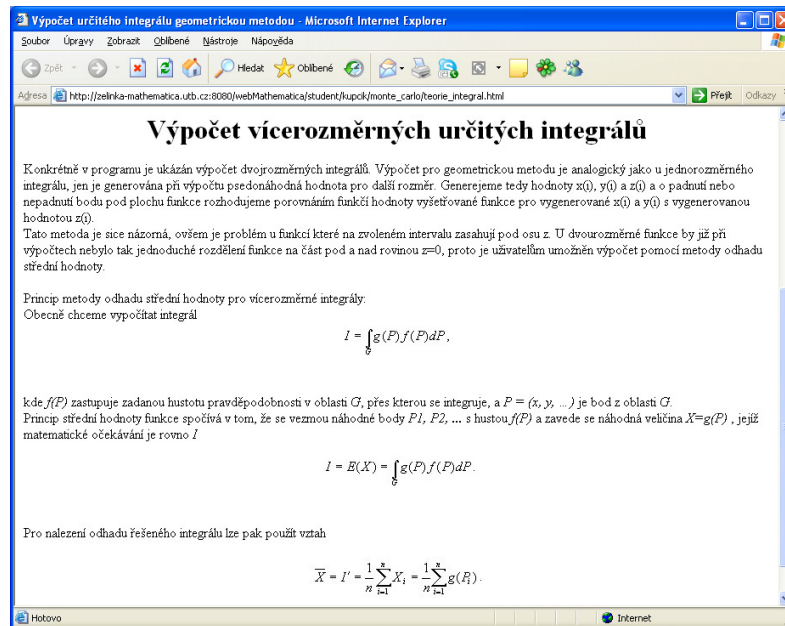 Výpočet určitého integrálu geometrickou metodou - Microsoft Internet Explorer
Soubor Úpravy Zobrazit Oblíbené Nástroje Nápověda
Zpět Hledat Oblíbené
Adresa http://zelinka-mathematica.utb.cz:8080/webMathematica/student/kupcik/monte_carlo/teorie_integral.html Přejít Odkazy
Výpočet vícerozměrných určitých integrálů
Konkrétně v programu je ukázán výpočet dvojrozměrných integrálů. Výpočet pro geometrickou metodu je analogický jako u jednorozměrného
integrálu, jen je generována při výpočtu psedonáhodná hodnota pro další rozměr. Generejeme tedy hodnoty x(i), y(i) a z(i) a o padnutí nebo
nepadnutí bodu pod plochu funkce rozhodujeme porovnáním funkčí hodnoty vyšetřované funkce pro vygenerované x(i) a y(i) s vygenerovanou
hodnotou z(i).
Tato metoda je sice názorná, ovšem je problém u funkcí které na zvoleném intervalu zasahují pod osu z. U dvourozměrné funkce by již při
výpočtech nebylo tak jednoduché rozdělení funkce na část pod a nad rovinu z=0, proto je uživatelům umožněn výpočet pomocí metody odhadu
střední hodnoty.
Princip metody odhadu střední hodnoty pro vícerozměrné integrály:
Obecně chceme vypočítat integrál
I = ∫_G g(P) f(P)dP,
kde f(P) zastupuje zadanou hustotu pravděpodobnosti v oblasti G, přes kterou se integruje, a P = (x, y, ...) je bod z oblasti G.
Princip střední hodnoty funkce spočívá v tom, že se vezmou náhodné body P1, P2, ... s hustou f(P) a zavede se náhodná veličina X=g(P) , jejíž
matematické očekávání je rovno I
I = E(X) = ∫_G g(P) f(P)dP.
Pro nalezení odhadu řešeného integrálu lze pak použít vztah
X̅ = I' = 1/n ∑_{i=1}^{n} X_i = 1/n ∑_{i=1}^{n} g(P_i).
Hotovo Internet